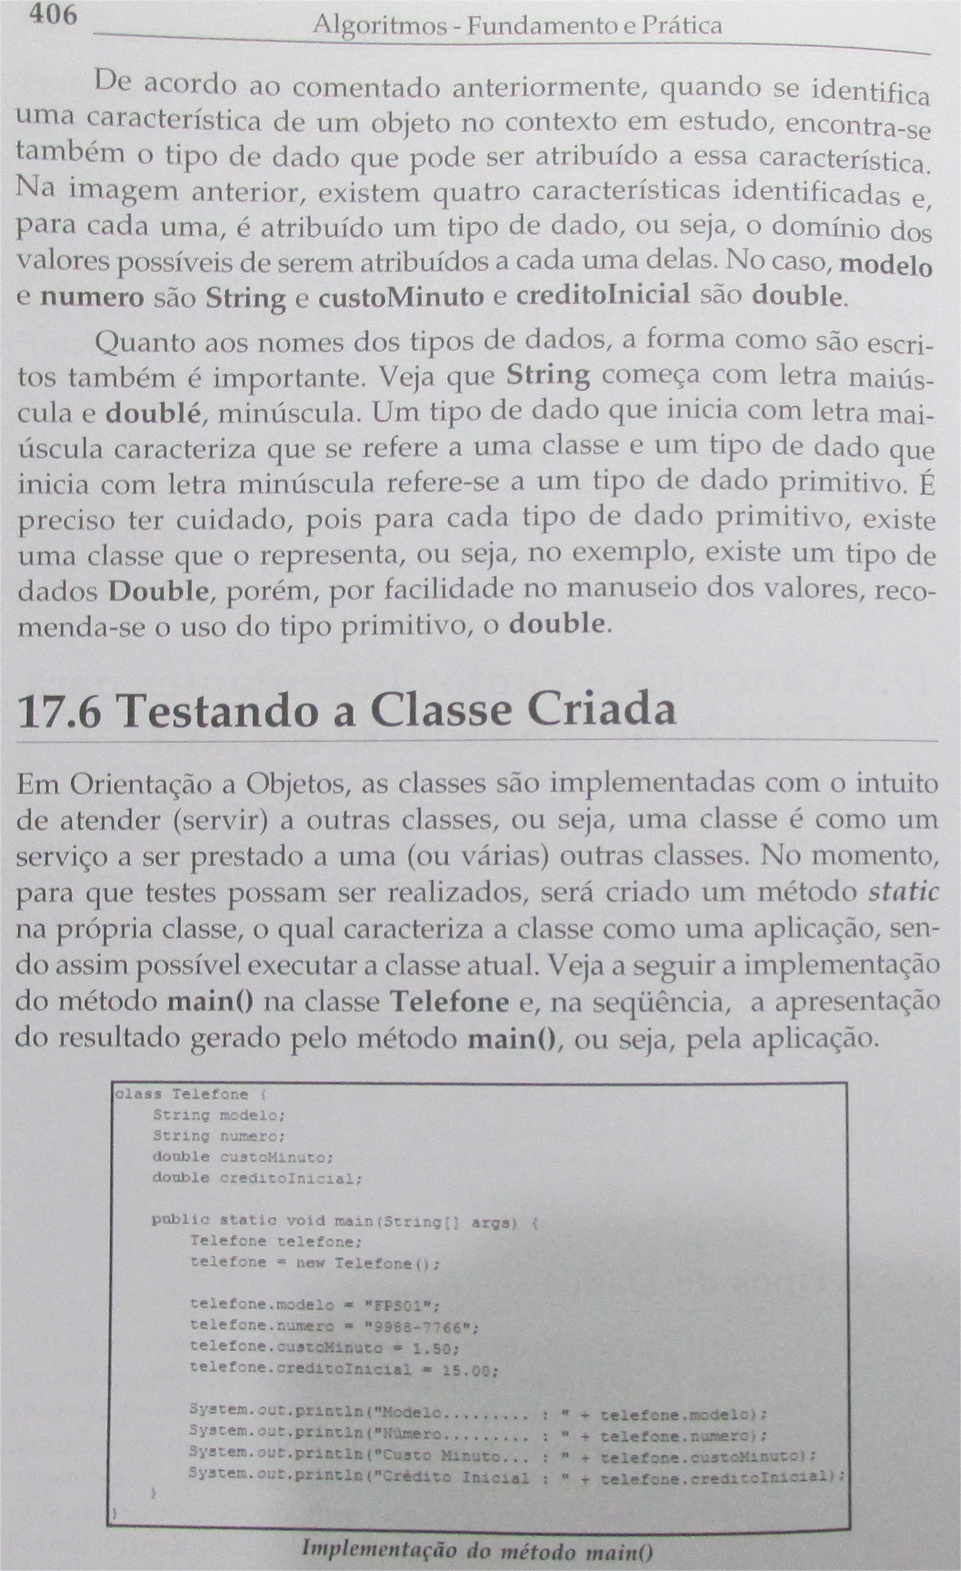 406
Algoritmos - Fundamento e Prática
De acordo ao comentado anteriormente, quando se identifica
uma característica de um objeto no contexto em estudo, encontra-se
também o tipo de dado que pode ser atribuído a essa característica.
Na imagem anterior, existem quatro características identificadas e,
para cada uma, é atribuído um tipo de dado, ou seja, o domínio dos
valores possíveis de serem atribuídos a cada uma delas. No caso, modelo
e numero são String e custoMinuto e creditoInicial são double.
Quanto aos nomes dos tipos de dados, a forma como são escri-
tos também é importante. Veja que String começa com letra maiús-
cula e doublé, minúscula. Um tipo de dado que inicia com letra mai-
úscula caracteriza que se refere a uma classe e um tipo de dado que
inicia com letra minúscula refere-se a um tipo de dado primitivo. É
preciso ter cuidado, pois para cada tipo de dado primitivo, existe
uma classe que o representa, ou seja, no exemplo, existe um tipo de
dados Double, porém, por facilidade no manuseio dos valores, reco-
menda-se o uso do tipo primitivo, o double.
17.6 Testando a Classe Criada
Em Orientação a Objetos, as classes são implementadas com o intuito
de atender (servir) a outras classes, ou seja, uma classe é como um
serviço a ser prestado a uma (ou várias) outras classes. No momento,
para que testes possam ser realizados, será criado um método static
na própria classe, o qual caracteriza a classe como uma aplicação, sen-
do assim possível executar a classe atual. Veja a seguir a implementação
do método main() na classe Telefone e, na seqüência, a apresentação
do resultado gerado pelo método main(), ou seja, pela aplicação.
class Telefone {
String modelo;
String numero;
double custoMinuto;
double creditoInicial;
public static void main(String[] args) {
Telefone telefone;
telefone = new Telefone();
telefone.modelo = "FPS01";
telefone.numero = "9988-7766";
telefone.custoMinuto = 1.50;
telefone.creditoInicial = 15.00;
System.out.println("Modelo......... : " + telefone.modelo);
System.out.println("Número......... : " + telefone.numero);
System.out.println("Custo Minuto... : " + telefone.custoMinuto);
System.out.println("Crédito Inicial : " + telefone.creditoInicial);
}
}
Implementação do método main()